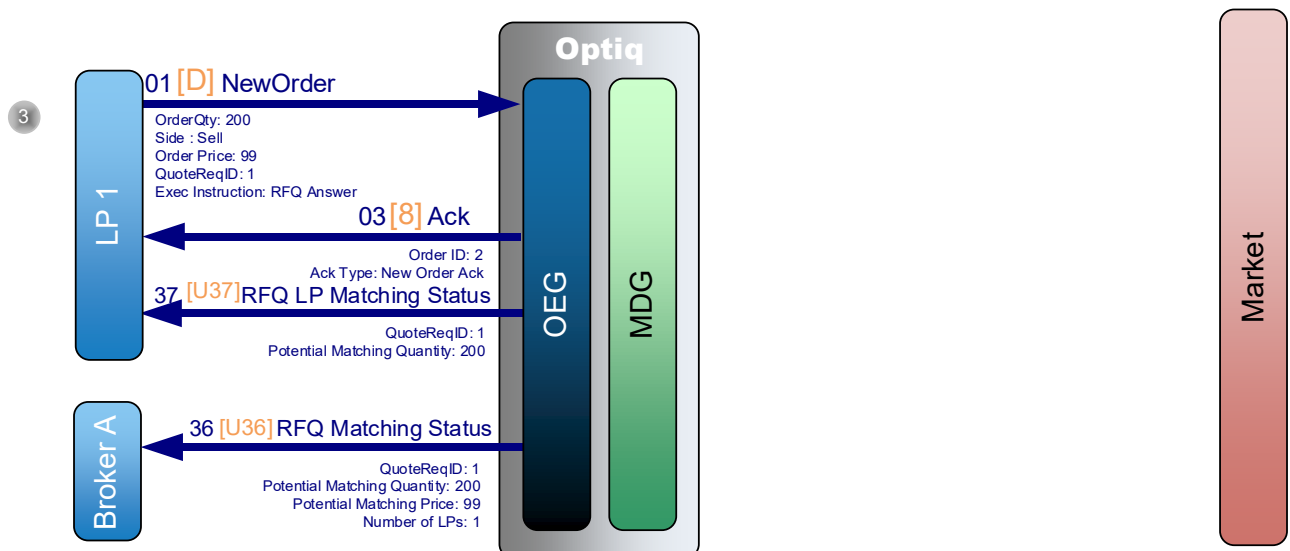 Optiq
3
LP 1
01 [D] NewOrder
OrderQty: 200
Side : Sell
Order Price: 99
QuoteReqID: 1
Exec Instruction: RFQ Answer
03 [8] Ack
Order ID: 2
Ack Type: New Order Ack
37 [U37] RFQ LP Matching Status
QuoteReqID: 1
Potential Matching Quantity: 200
Broker A
36 [U36] RFQ Matching Status
QuoteReqID: 1
Potential Matching Quantity: 200
Potential Matching Price: 99
Number of LPs: 1
OEG
MDG
Market